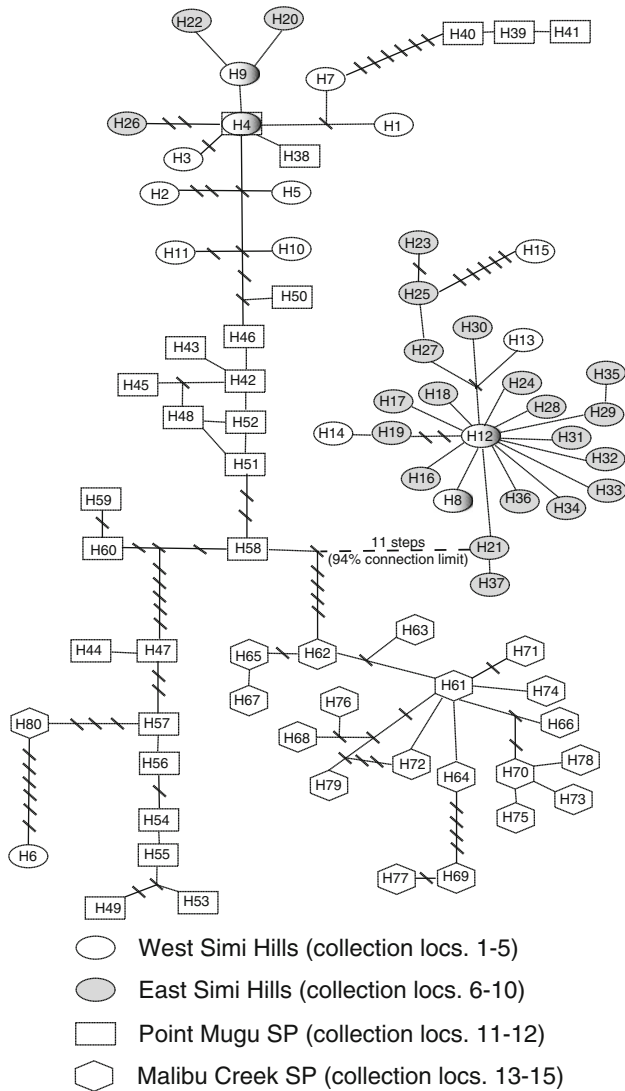 H20
H22
H40 H39 H41
H9
H7
H26 H4 H1
H3 H38
H2 H5
H23
H11 H10 H15
H25
H50
H30
H46 H13
H43 H27
H45 H42 H24 H35
H17 H18 H28
H48 H52 H29
H14 H19 H12 H31
H51 H32
H16
H59 H8 H36 H34 H33
11 steps
H60 H58 H21
(94% connection limit)
H37
H63
H44 H47 H65 H62 H71
H61
H67 H74
H76
H80 H57 H66
H68
H56 H72 H64 H70 H78
H79
H54 H75 H73
H6 H55
H77 H69
H49 H53
West Simi Hills (collection locs. 1-5)
East Simi Hills (collection locs. 6-10)
Point Mugu SP (collection locs. 11-12)
Malibu Creek SP (collection locs. 13-15)